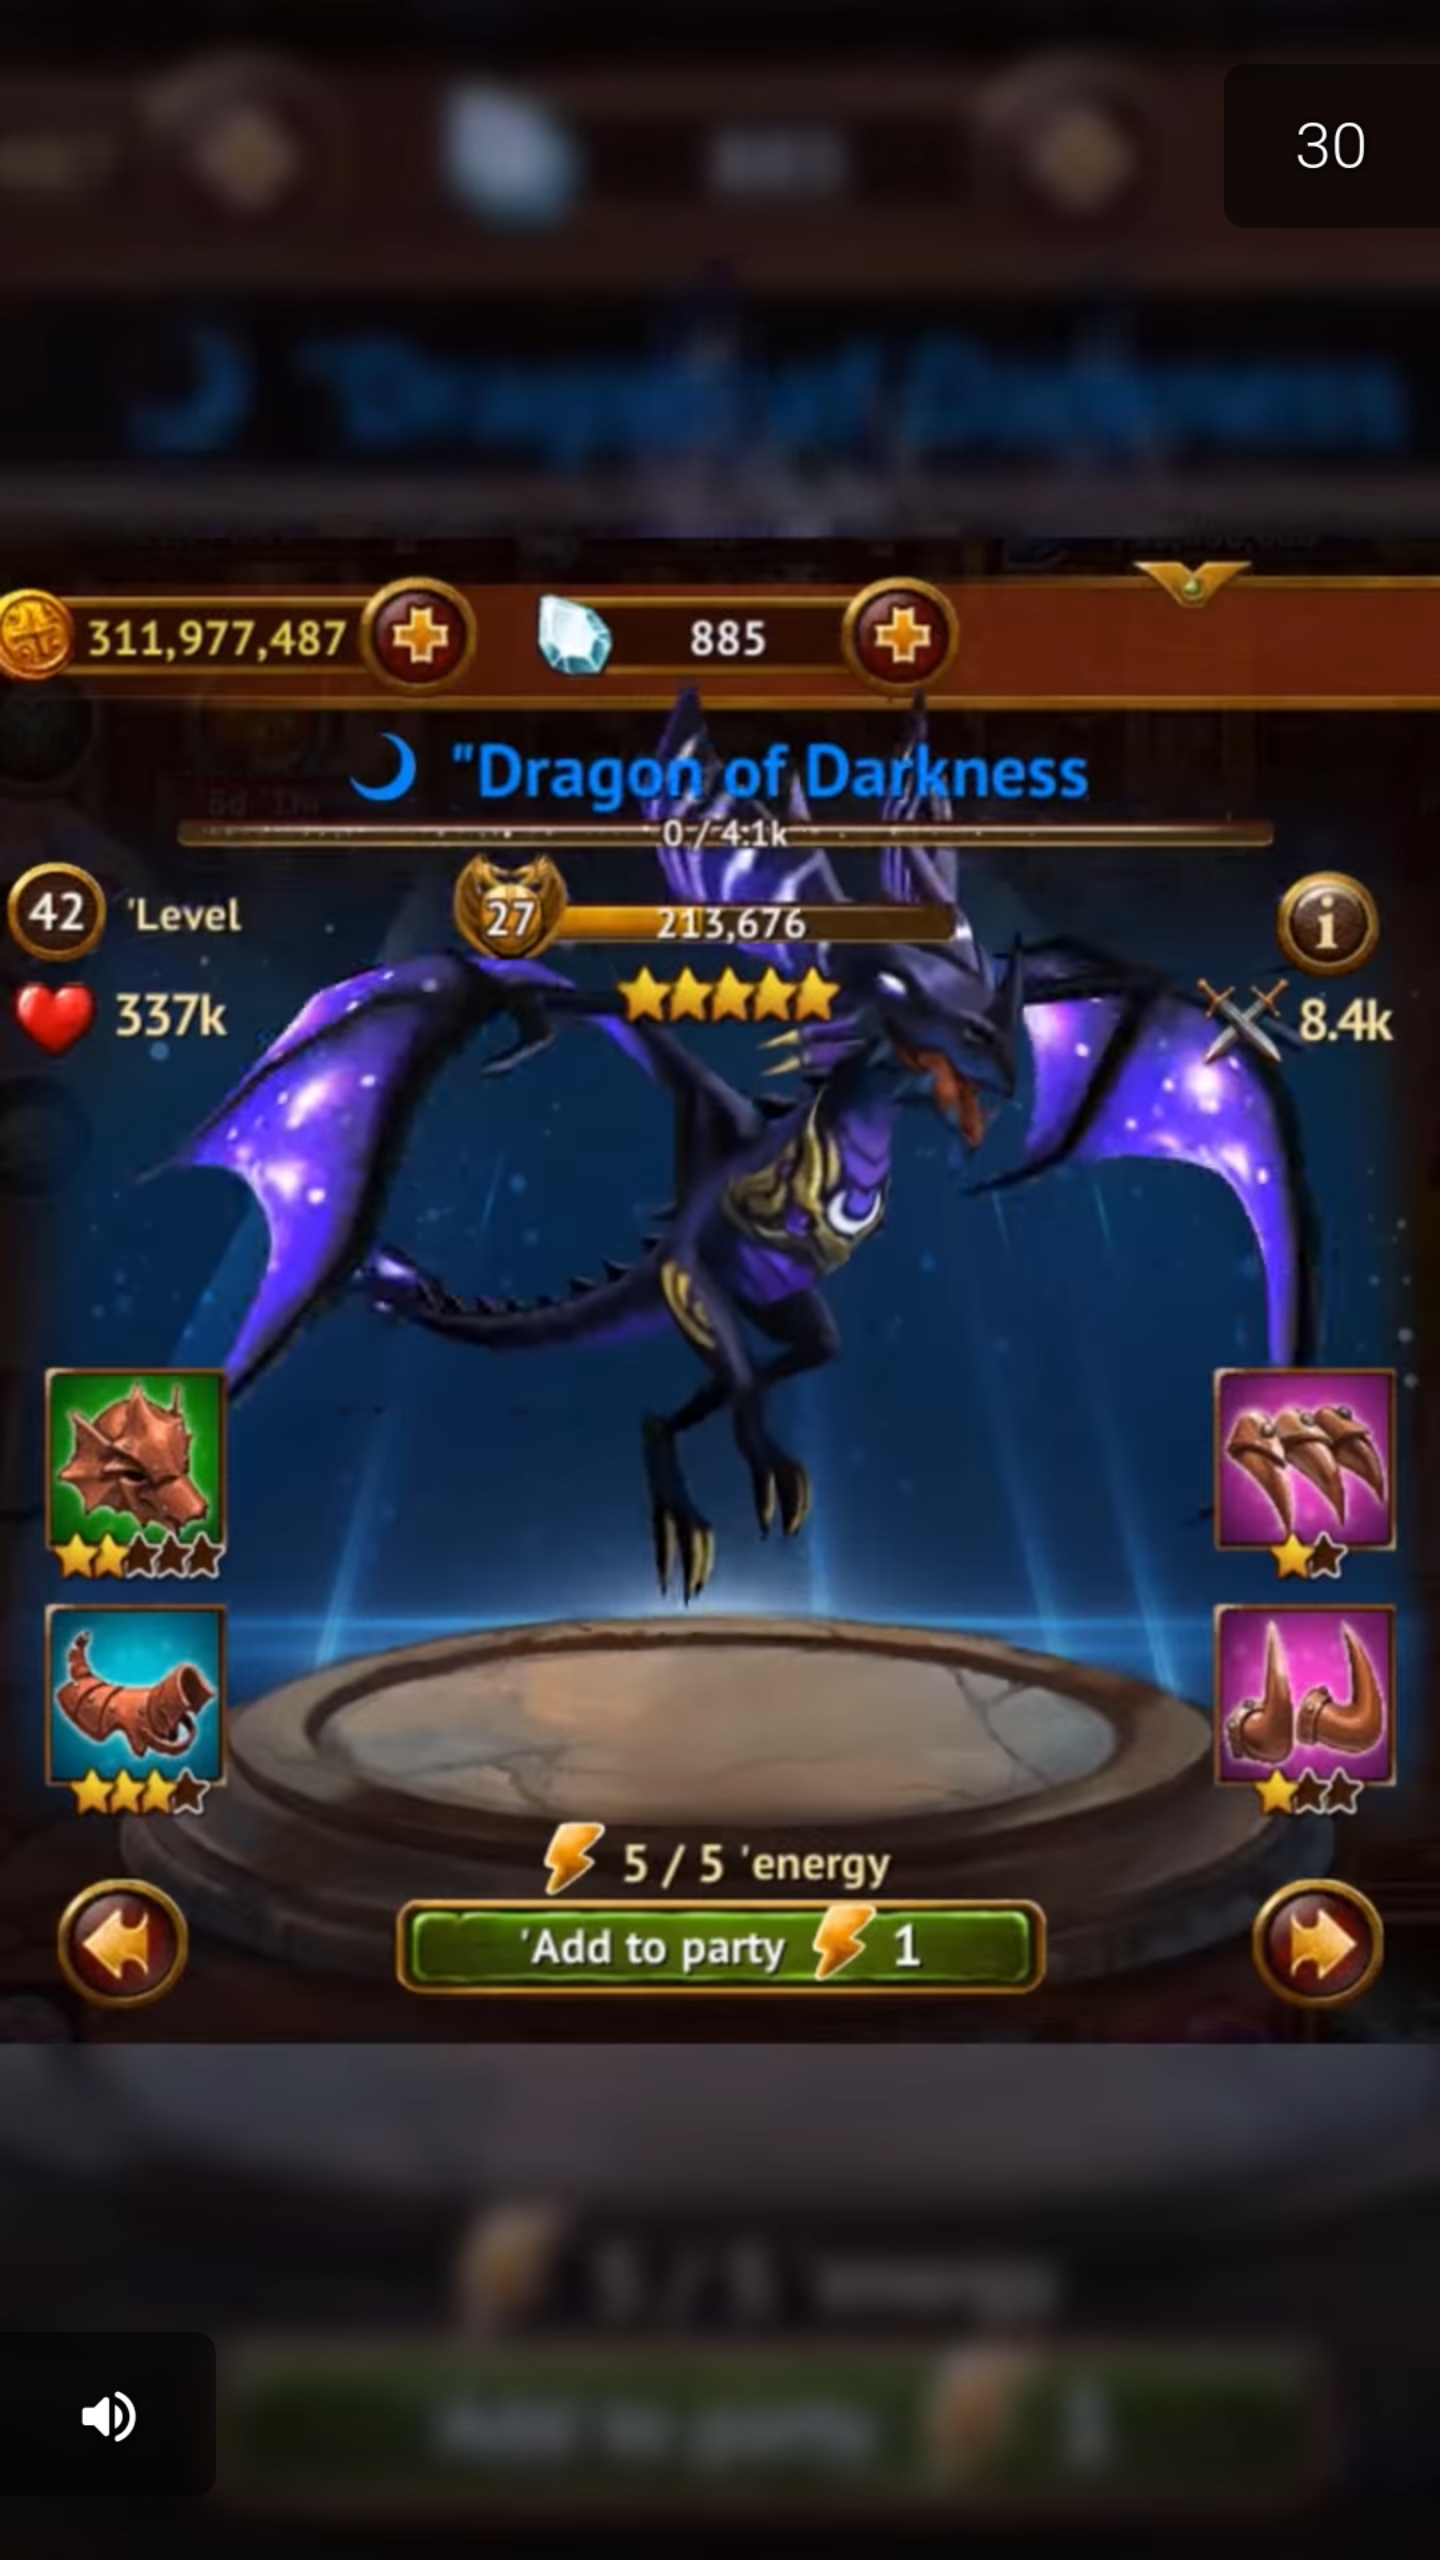 30
311,977,487
885
"Dragon of Darkness
0 / 4.1k
42 'Level
27
213,676
337k
8.4k
5 / 5 'energy
'Add to party 1